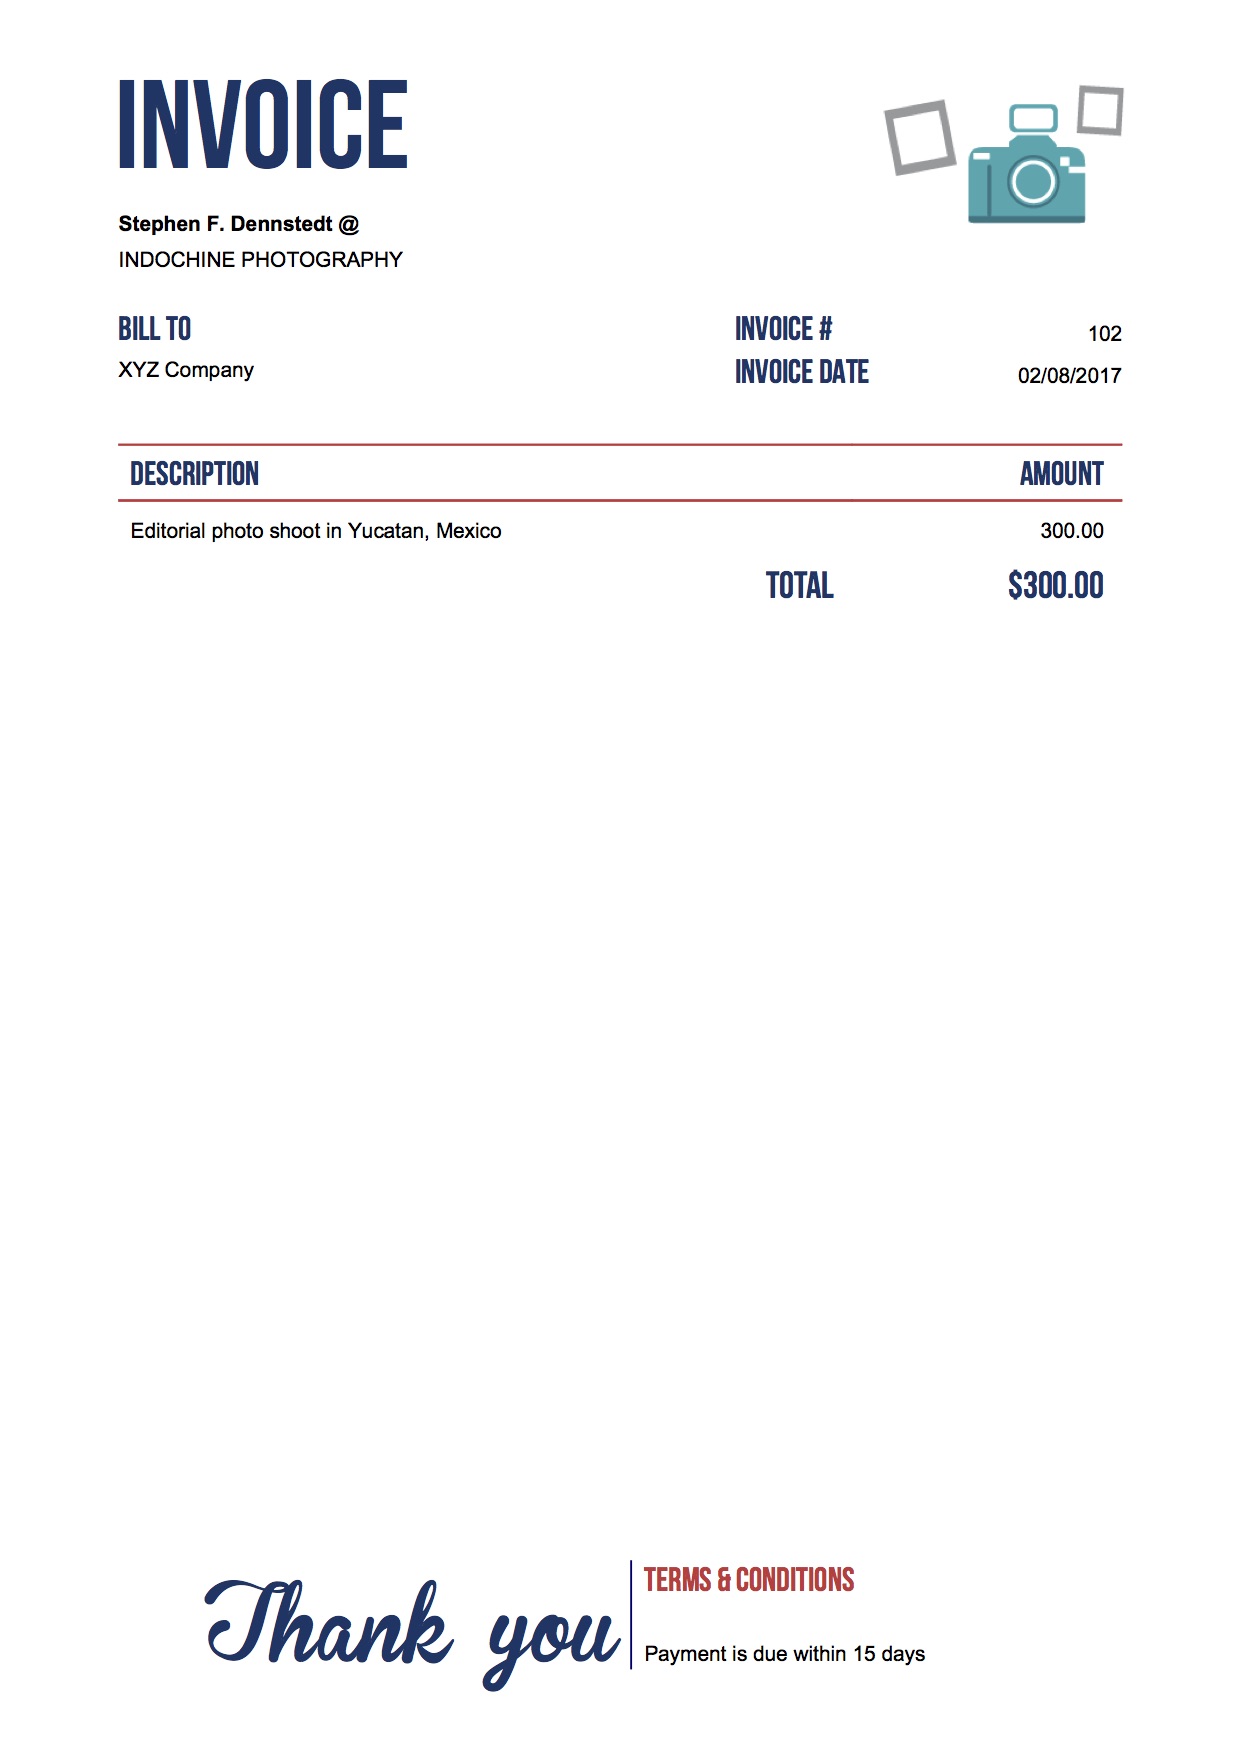 INVOICE
Stephen F. Dennstedt @
INDOCHINE PHOTOGRAPHY
BILL TO
XYZ Company
INVOICE # 102
INVOICE DATE 02/08/2017
DESCRIPTION AMOUNT
Editorial photo shoot in Yucatan, Mexico 300.00
TOTAL $300.00
Thank you
TERMS & CONDITIONS
Payment is due within 15 days